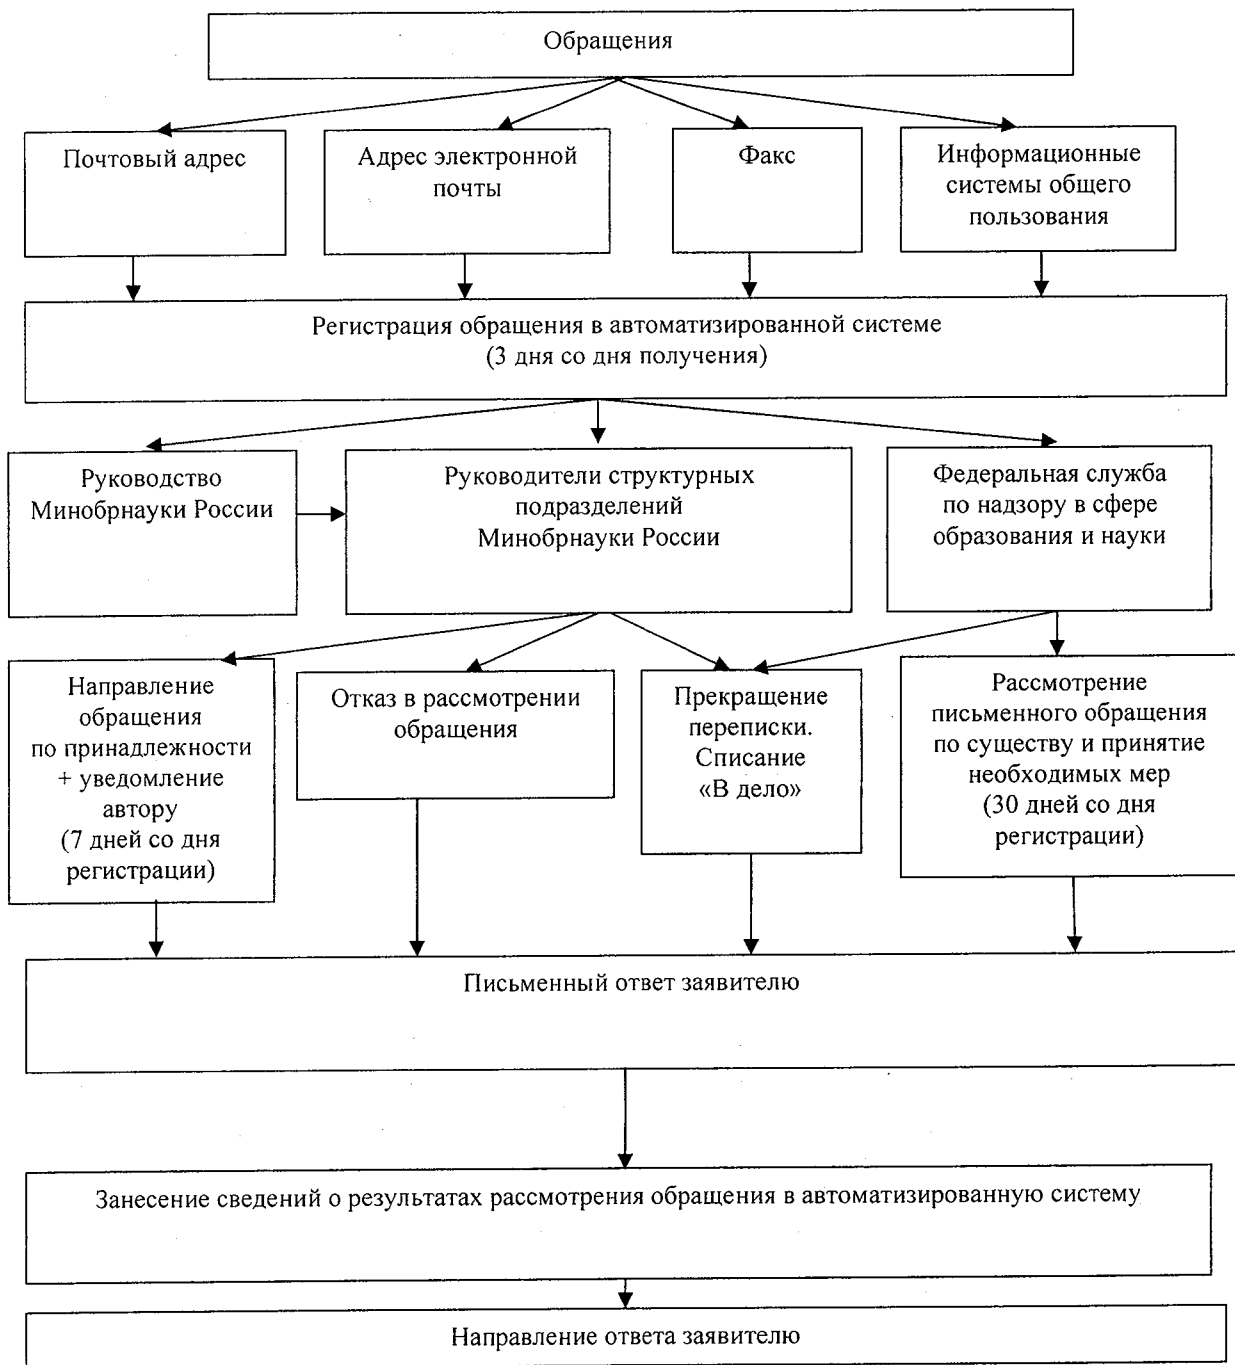 Обращения
Почтовый адрес
Адрес электронной
почты
Факс
Информационные
системы общего
пользования
Регистрация обращения в автоматизированной системе
(3 дня со дня получения)
Руководство
Минобрнауки России
Руководители структурных
подразделений
Минобрнауки России
Федеральная служба
по надзору в сфере
образования и науки
Направление
обращения
по принадлежности
+ уведомление
автору
(7 дней со дня
регистрации)
Отказ в рассмотрении
обращения
Прекращение
переписки.
Списание
«В дело»
Рассмотрение
письменного обращения
по существу и принятие
необходимых мер
(30 дней со дня
регистрации)
Письменный ответ заявителю
Занесение сведений о результатах рассмотрения обращения в автоматизированную систему
Направление ответа заявителю